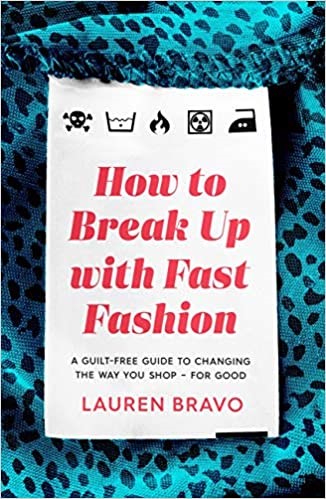 How to
Break Up
with Fast
Fashion
A GUILT-FREE GUIDE TO CHANGING
THE WAY YOU SHOP – FOR GOOD
LAUREN BRAVO